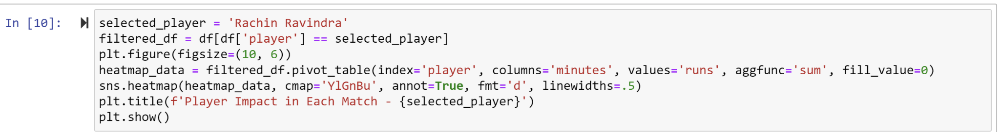 In [10]:
selected_player = 'Rachin Ravindra'
filtered_df = df[df['player'] == selected_player]
plt.figure(figsize=(10, 6))
heatmap_data = filtered_df.pivot_table(index='player', columns='minutes', values='runs', aggfunc='sum', fill_value=0)
sns.heatmap(heatmap_data, cmap='YlGnBu', annot=True, fmt='d', linewidths=.5)
plt.title(f'Player Impact in Each Match - {selected_player}')
plt.show()